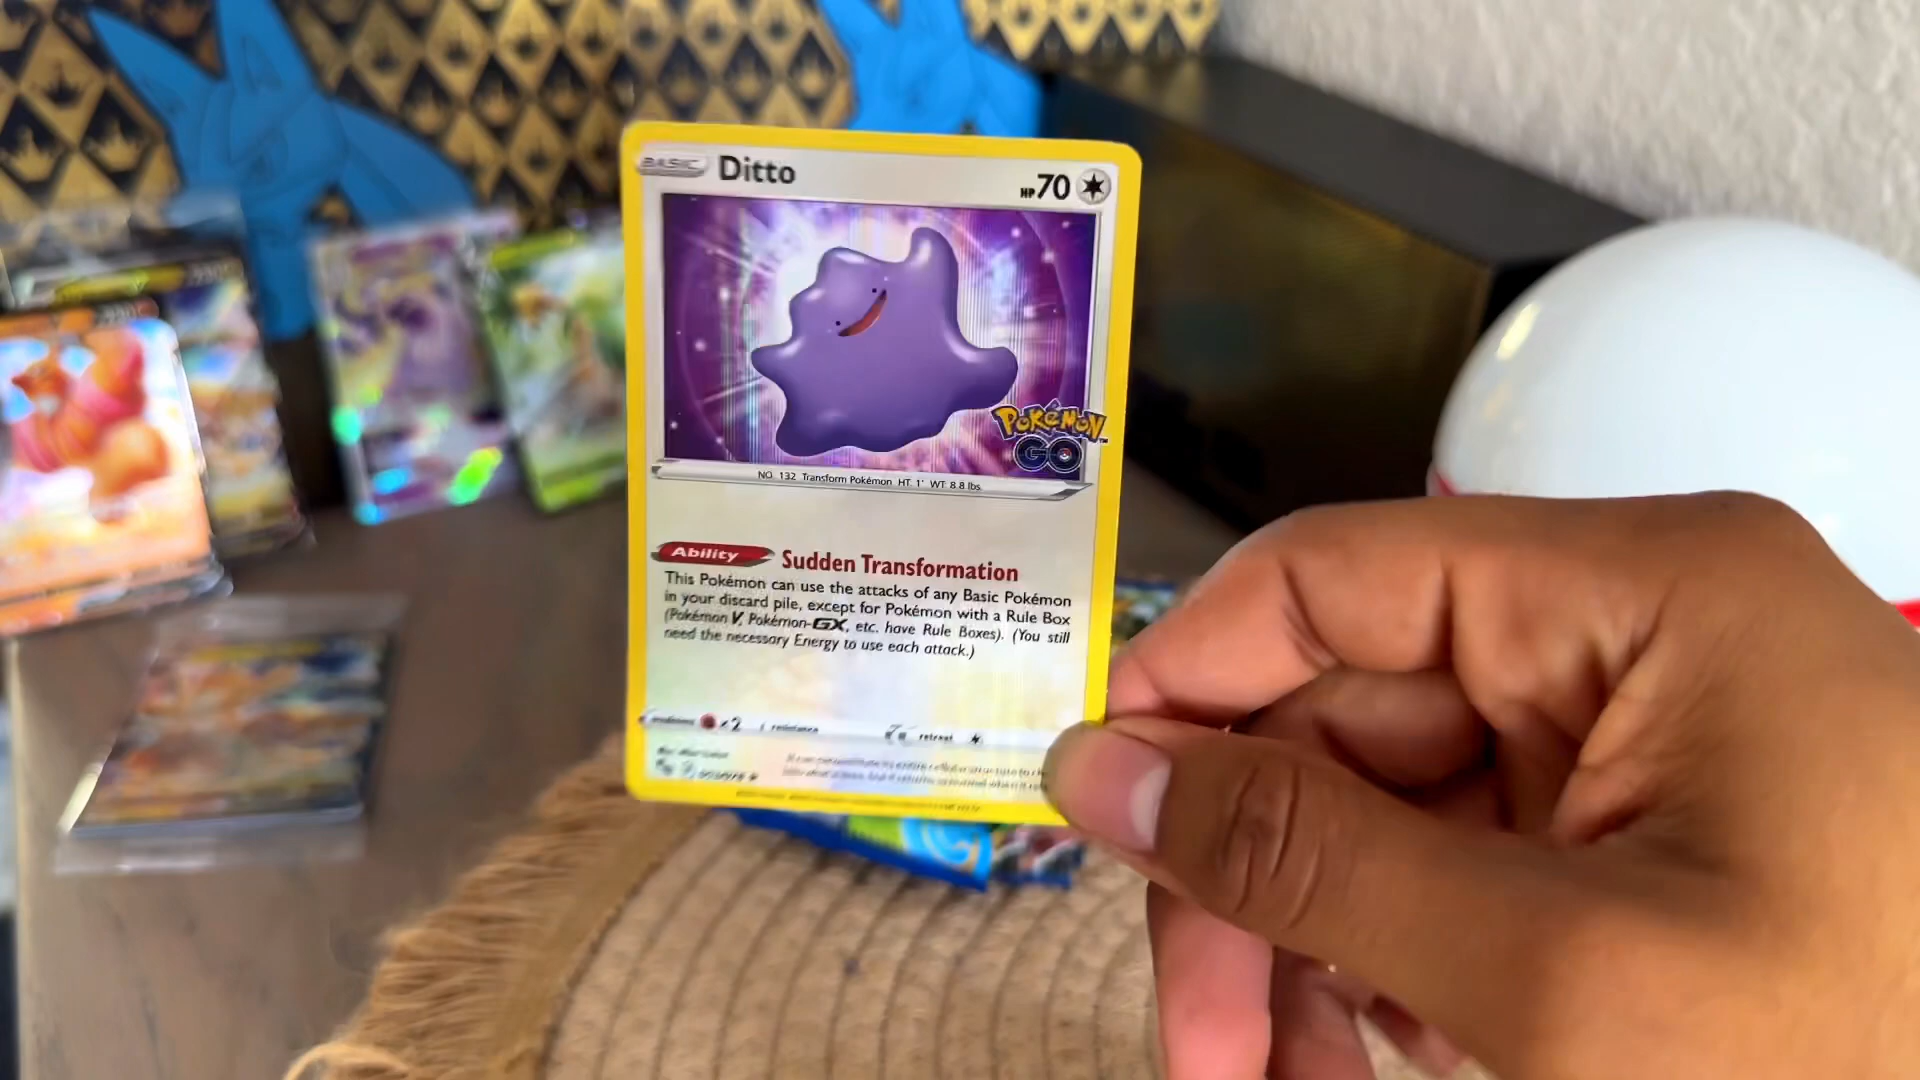 BASIC Ditto HP 70
POKÉMON
GO
NO. 132 Transform Pokémon HT: 1' WT: 8.8 lbs.
Ability Sudden Transformation
This Pokémon can use the attacks of any Basic Pokémon
in your discard pile, except for Pokémon with a Rule Box
(Pokémon V, Pokémon-GX, etc. have Rule Boxes). (You still
need the necessary Energy to use each attack.)
weakness ×2 resistance retreat